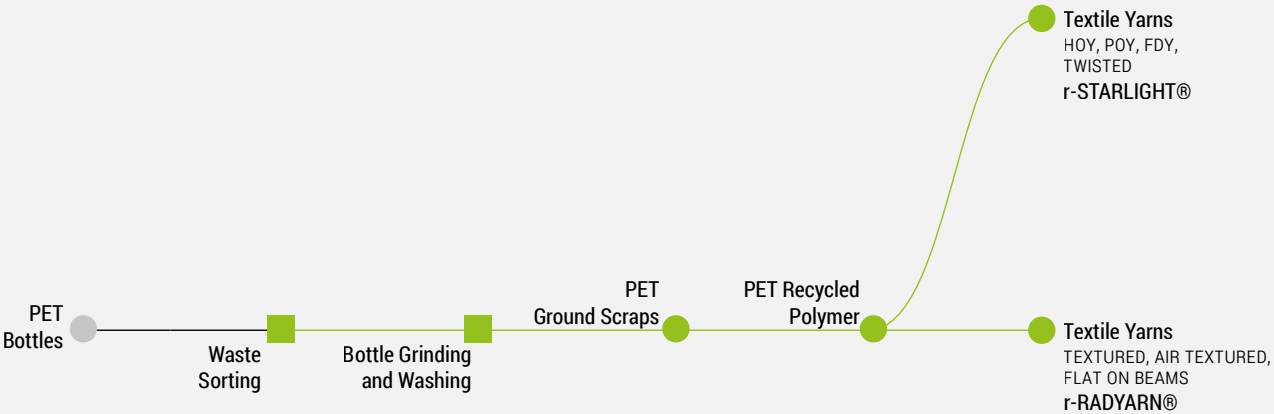 Textile Yarns
HOY, POY, FDY,
TWISTED
r-STARLIGHT®
PET
Bottles
Waste
Sorting
Bottle Grinding
and Washing
PET
Ground Scraps
PET Recycled
Polymer
Textile Yarns
TEXTURED, AIR TEXTURED,
FLAT ON BEAMS
r-RADYARN®